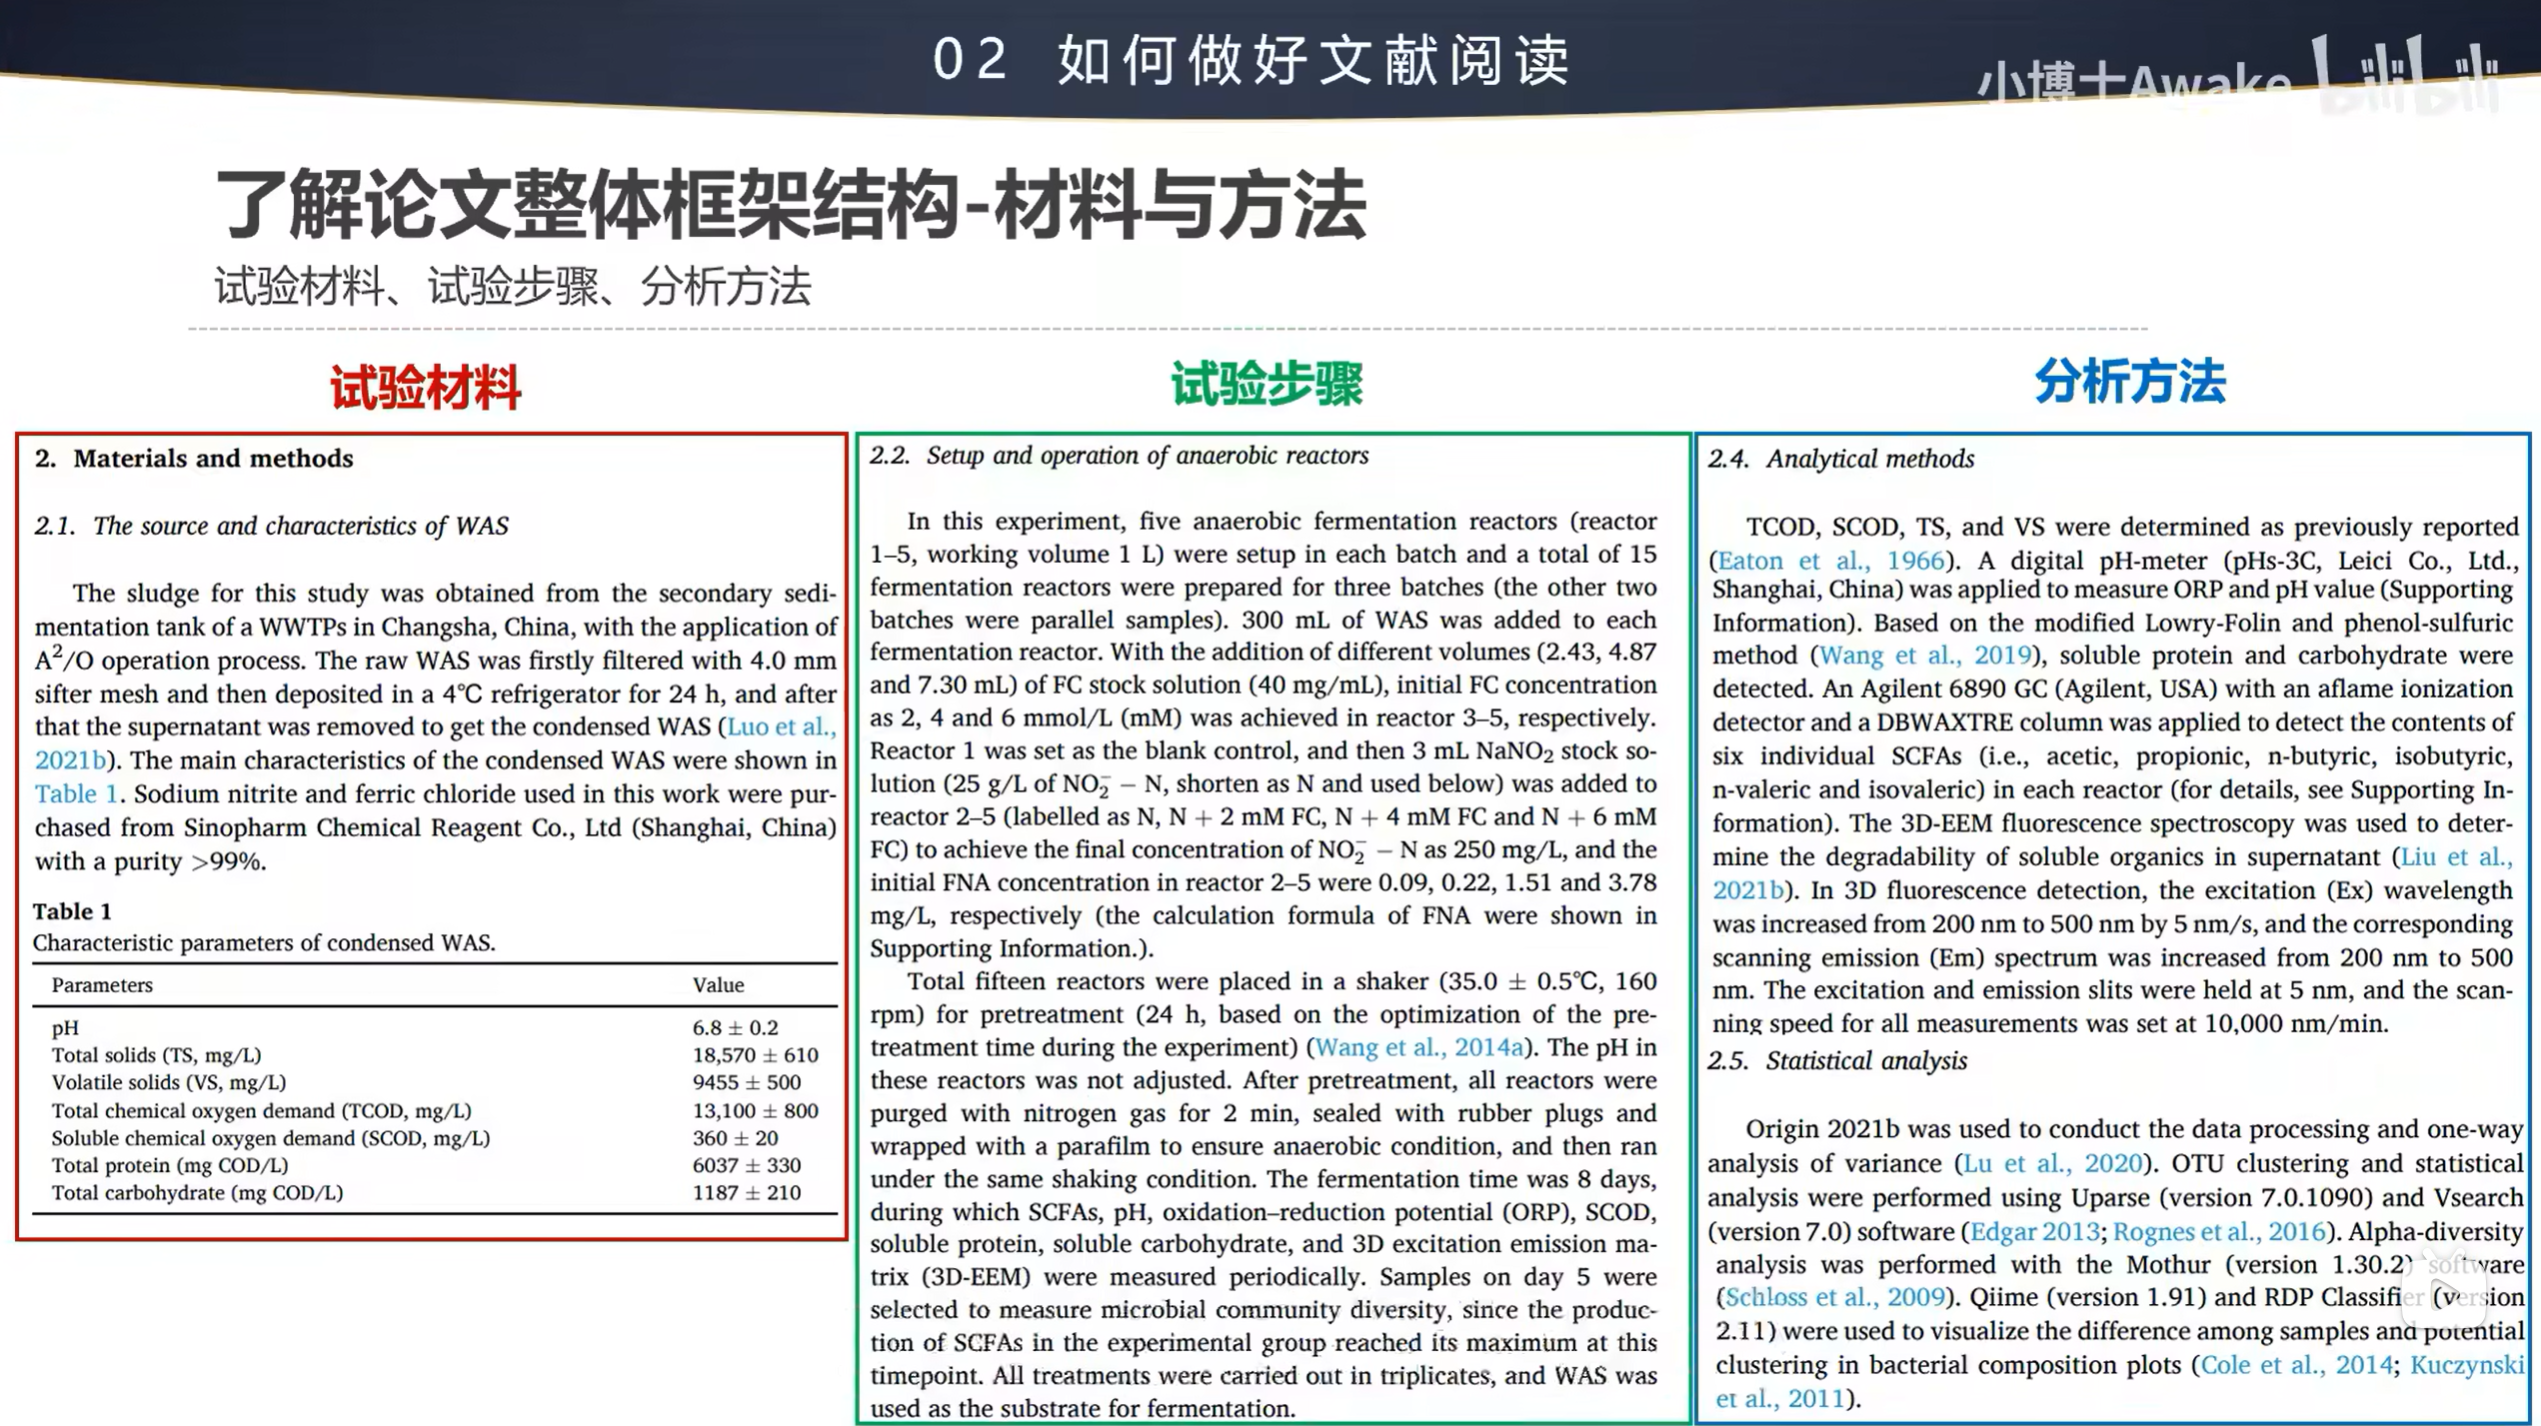 02 如何做好文献阅读
小博士Awake bilibili
了解论文整体框架结构-材料与方法
试验材料、试验步骤、分析方法
试验材料
2. Materials and methods
2.1. The source and characteristics of WAS
The sludge for this study was obtained from the secondary sedi-
mentation tank of a WWTPs in Changsha, China, with the application of
A²/O operation process. The raw WAS was firstly filtered with 4.0 mm
sifter mesh and then deposited in a 4℃ refrigerator for 24 h, and after
that the supernatant was removed to get the condensed WAS (Luo et al.,
2021b). The main characteristics of the condensed WAS were shown in
Table 1. Sodium nitrite and ferric chloride used in this work were pur-
chased from Sinopharm Chemical Reagent Co., Ltd (Shanghai, China)
with a purity >99%.
Table 1
Characteristic parameters of condensed WAS.
Parameters Value
pH 6.8 ± 0.2
Total solids (TS, mg/L) 18,570 ± 610
Volatile solids (VS, mg/L) 9455 ± 500
Total chemical oxygen demand (TCOD, mg/L) 13,100 ± 800
Soluble chemical oxygen demand (SCOD, mg/L) 360 ± 20
Total protein (mg COD/L) 6037 ± 330
Total carbohydrate (mg COD/L) 1187 ± 210
试验步骤
2.2. Setup and operation of anaerobic reactors
In this experiment, five anaerobic fermentation reactors (reactor
1–5, working volume 1 L) were setup in each batch and a total of 15
fermentation reactors were prepared for three batches (the other two
batches were parallel samples). 300 mL of WAS was added to each
fermentation reactor. With the addition of different volumes (2.43, 4.87
and 7.30 mL) of FC stock solution (40 mg/mL), initial FC concentration
as 2, 4 and 6 mmol/L (mM) was achieved in reactor 3–5, respectively.
Reactor 1 was set as the blank control, and then 3 mL NaNO₂ stock so-
lution (25 g/L of NO₂⁻ − N, shorten as N and used below) was added to
reactor 2–5 (labelled as N, N + 2 mM FC, N + 4 mM FC and N + 6 mM
FC) to achieve the final concentration of NO₂⁻ − N as 250 mg/L, and the
initial FNA concentration in reactor 2–5 were 0.09, 0.22, 1.51 and 3.78
mg/L, respectively (the calculation formula of FNA were shown in
Supporting Information.).
Total fifteen reactors were placed in a shaker (35.0 ± 0.5℃, 160
rpm) for pretreatment (24 h, based on the optimization of the pre-
treatment time during the experiment) (Wang et al., 2014a). The pH in
these reactors was not adjusted. After pretreatment, all reactors were
purged with nitrogen gas for 2 min, sealed with rubber plugs and
wrapped with a parafilm to ensure anaerobic condition, and then ran
under the same shaking condition. The fermentation time was 8 days,
during which SCFAs, pH, oxidation–reduction potential (ORP), SCOD,
soluble protein, soluble carbohydrate, and 3D excitation emission ma-
trix (3D-EEM) were measured periodically. Samples on day 5 were
selected to measure microbial community diversity, since the produc-
tion of SCFAs in the experimental group reached its maximum at this
timepoint. All treatments were carried out in triplicates, and WAS was
used as the substrate for fermentation.
分析方法
2.4. Analytical methods
TCOD, SCOD, TS, and VS were determined as previously reported
(Eaton et al., 1966). A digital pH-meter (pHs-3C, Leici Co., Ltd.,
Shanghai, China) was applied to measure ORP and pH value (Supporting
Information). Based on the modified Lowry-Folin and phenol-sulfuric
method (Wang et al., 2019), soluble protein and carbohydrate were
detected. An Agilent 6890 GC (Agilent, USA) with an aflame ionization
detector and a DBWAXTRE column was applied to detect the contents of
six individual SCFAs (i.e., acetic, propionic, n-butyric, isobutyric,
n-valeric and isovaleric) in each reactor (for details, see Supporting In-
formation). The 3D-EEM fluorescence spectroscopy was used to deter-
mine the degradability of soluble organics in supernatant (Liu et al.,
2021b). In 3D fluorescence detection, the excitation (Ex) wavelength
was increased from 200 nm to 500 nm by 5 nm/s, and the corresponding
scanning emission (Em) spectrum was increased from 200 nm to 500
nm. The excitation and emission slits were held at 5 nm, and the scan-
ning speed for all measurements was set at 10,000 nm/min.
2.5. Statistical analysis
Origin 2021b was used to conduct the data processing and one-way
analysis of variance (Lu et al., 2020). OTU clustering and statistical
analysis were performed using Uparse (version 7.0.1090) and Vsearch
(version 7.0) software (Edgar 2013; Rognes et al., 2016). Alpha-diversity
analysis was performed with the Mothur (version 1.30.2) software
(Schloss et al., 2009). Qiime (version 1.91) and RDP Classifier (version
2.11) were used to visualize the difference among samples and potential
clustering in bacterial composition plots (Cole et al., 2014; Kuczynski
et al., 2011).